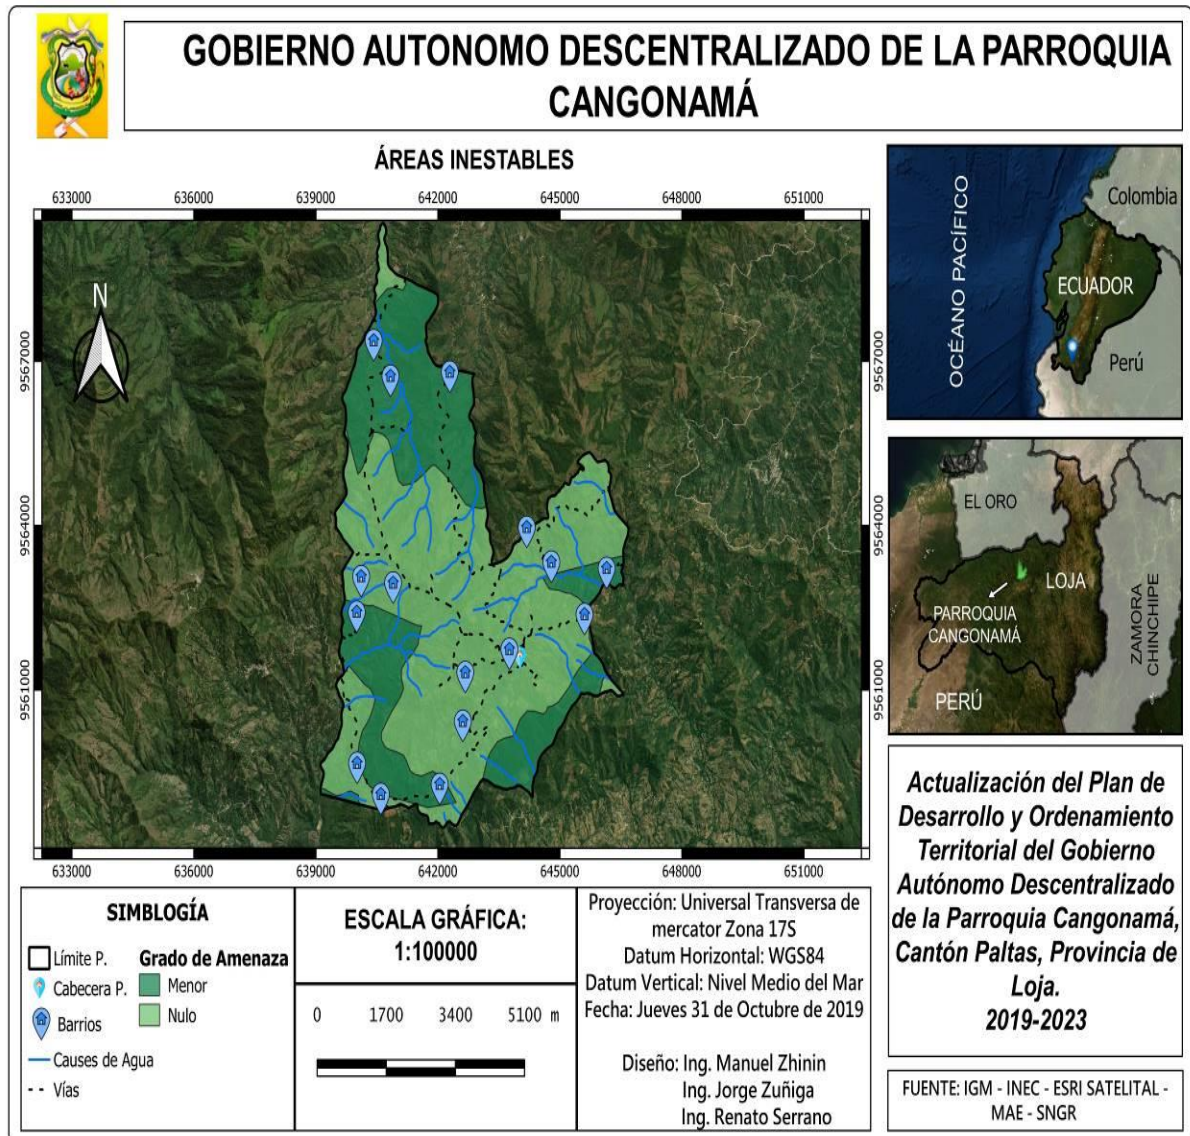 GOBIERNO AUTONOMO DESCENTRALIZADO DE LA PARROQUIA
CANGONAMÁ
ÁREAS INESTABLES
633000 636000 639000 642000 645000 648000 651000
N
9567000 9567000
9564000 9564000
9561000 9561000
633000 636000 639000 642000 645000 648000 651000
OCÉANO PACÍFICO
Colombia
ECUADOR
Perú
EL ORO
LOJA
PARROQUIA
CANGONAMÁ
ZAMORA
CHINCHIPE
PERÚ
SIMBLOGÍA
Límite P.
Cabecera P.
Barrios
Causes de Agua
Vías
Grado de Amenaza
Menor
Nulo
ESCALA GRÁFICA:
1:100000
0 1700 3400 5100 m
Proyección: Universal Transversa de
mercator Zona 17S
Datum Horizontal: WGS84
Datum Vertical: Nivel Medio del Mar
Fecha: Jueves 31 de Octubre de 2019
Diseño: Ing. Manuel Zhinin
Ing. Jorge Zuñiga
Ing. Renato Serrano
Actualización del Plan de
Desarrollo y Ordenamiento
Territorial del Gobierno
Autónomo Descentralizado
de la Parroquia Cangonamá,
Cantón Paltas, Provincia de
Loja.
2019-2023
FUENTE: IGM - INEC - ESRI SATELITAL -
MAE - SNGR